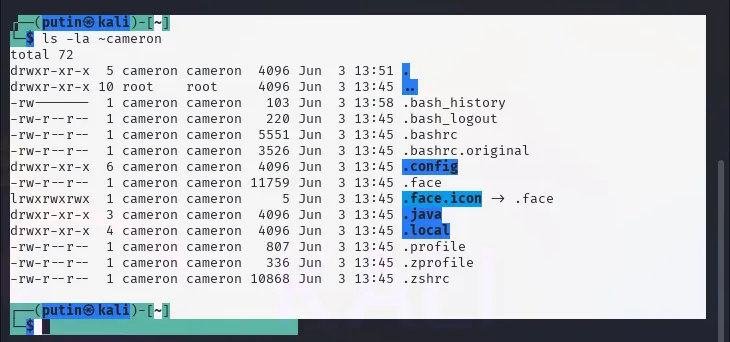 ┌──(putin㉿kali)-[~]
└─$ ls -la ~cameron
total 72
drwxr-xr-x  5 cameron cameron  4096 Jun  3 13:51 .
drwxr-xr-x 10 root    root     4096 Jun  3 13:45 ..
-rw-------  1 cameron cameron   103 Jun  3 13:58 .bash_history
-rw-r--r--  1 cameron cameron   220 Jun  3 13:45 .bash_logout
-rw-r--r--  1 cameron cameron  5551 Jun  3 13:45 .bashrc
-rw-r--r--  1 cameron cameron  3526 Jun  3 13:45 .bashrc.original
drwxr-xr-x  6 cameron cameron  4096 Jun  3 13:45 .config
-rw-r--r--  1 cameron cameron 11759 Jun  3 13:45 .face
lrwxrwxrwx  1 cameron cameron     5 Jun  3 13:45 .face.icon -> .face
drwxr-xr-x  3 cameron cameron  4096 Jun  3 13:45 .java
drwxr-xr-x  4 cameron cameron  4096 Jun  3 13:45 .local
-rw-r--r--  1 cameron cameron   807 Jun  3 13:45 .profile
-rw-r--r--  1 cameron cameron   336 Jun  3 13:45 .zprofile
-rw-r--r--  1 cameron cameron 10868 Jun  3 13:45 .zshrc
┌──(putin㉿kali)-[~]
└─$